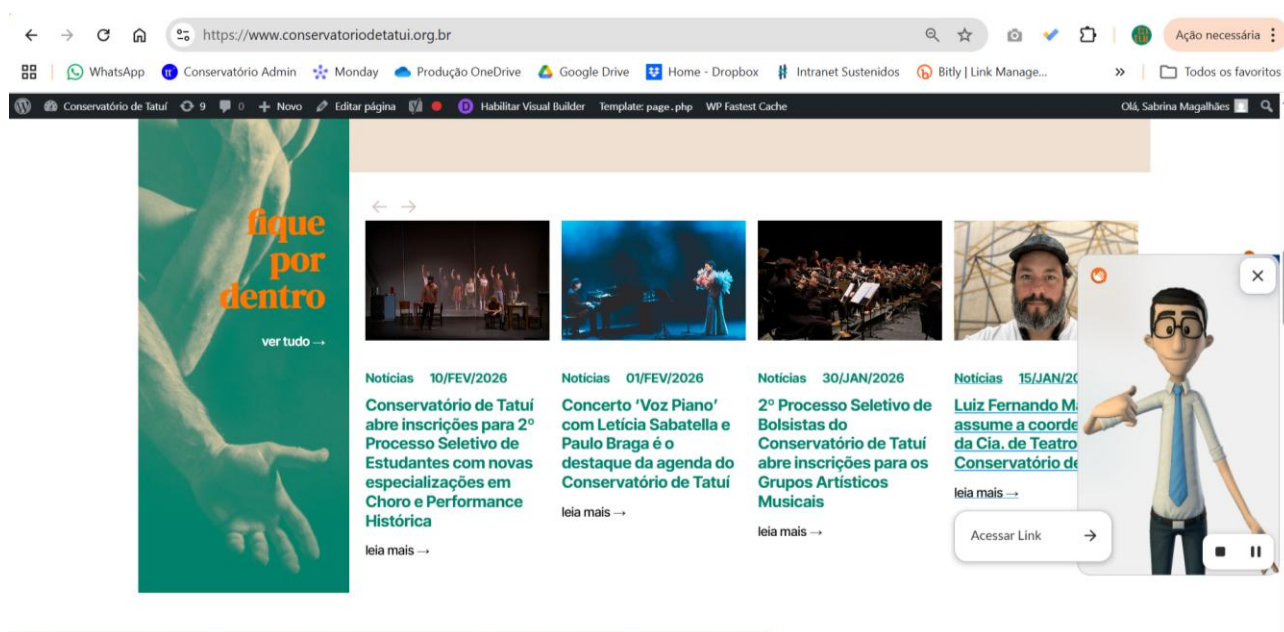 https://www.conservatoriodetatui.org.br
Ação necessária
WhatsApp
Conservatório Admin
Monday
Produção OneDrive
Google Drive
Home - Dropbox
Intranet Sustenidos
Bitly | Link Manage...
»
Todos os favoritos
Conservatório de Tatuí
9
0
+ Novo
Editar página
Habilitar Visual Builder
Template: page.php
WP Fastest Cache
Olá, Sabrina Magalhães
fique
por
dentro
ver tudo →
← →
Notícias 10/FEV/2026
Conservatório de Tatuí
abre inscrições para 2º
Processo Seletivo de
Estudantes com novas
especializações em
Choro e Performance
Histórica
leia mais →
Notícias 01/FEV/2026
Concerto ‘Voz Piano’
com Letícia Sabatella e
Paulo Braga é o
destaque da agenda do
Conservatório de Tatuí
leia mais →
Notícias 30/JAN/2026
2º Processo Seletivo de
Bolsistas do
Conservatório de Tatuí
abre inscrições para os
Grupos Artísticos
Musicais
leia mais →
Notícias 15/JAN/20
Luiz Fernando M
assume a coorde
da Cia. de Teatro
Conservatório de
leia mais →
Acessar Link →